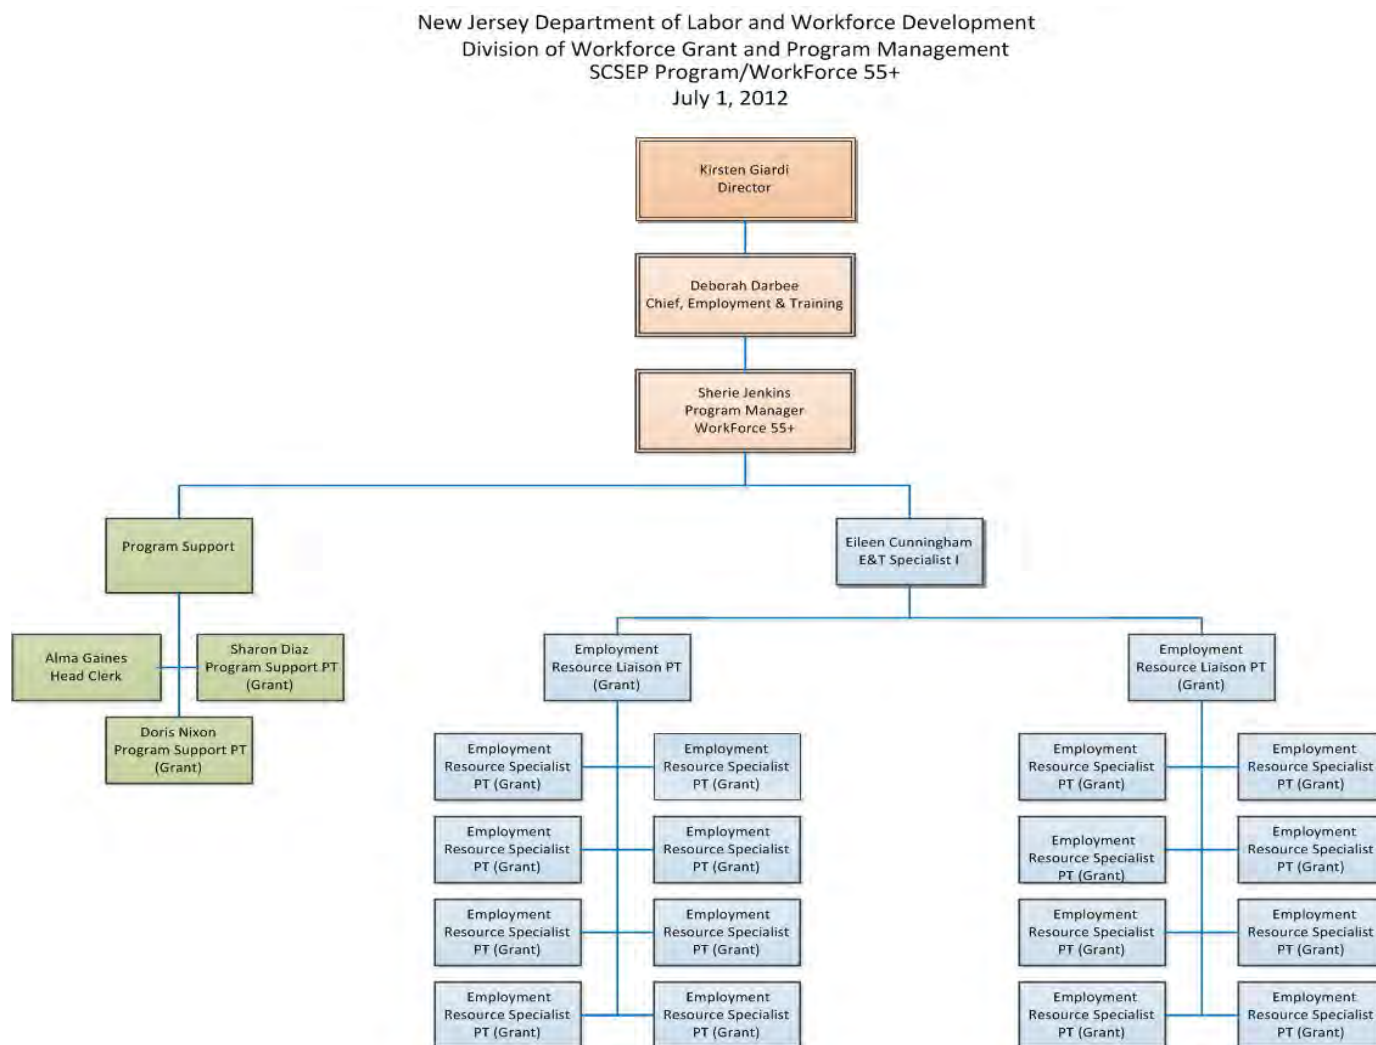 New Jersey Department of Labor and Workforce Development
Division of Workforce Grant and Program Management
SCSEP Program/WorkForce 55+
July 1, 2012
Kirsten Giardi
Director
Deborah Darbee
Chief, Employment & Training
Sherie Jenkins
Program Manager
WorkForce 55+
Program Support
Eileen Cunningham
E&T Specialist I
Alma Gaines
Head Clerk
Sharon Diaz
Program Support PT
(Grant)
Doris Nixon
Program Support PT
(Grant)
Employment
Resource Liaison PT
(Grant)
Employment
Resource Liaison PT
(Grant)
Employment
Resource Specialist
PT (Grant)
Employment
Resource Specialist
PT (Grant)
Employment
Resource Specialist
PT (Grant)
Employment
Resource Specialist
PT (Grant)
Employment
Resource Specialist
PT (Grant)
Employment
Resource Specialist
PT (Grant)
Employment
Resource Specialist
PT (Grant)
Employment
Resource Specialist
PT (Grant)
Employment
Resource Specialist
PT (Grant)
Employment
Resource Specialist
PT (Grant)
Employment
Resource Specialist
PT (Grant)
Employment
Resource Specialist
PT (Grant)
Employment
Resource Specialist
PT (Grant)
Employment
Resource Specialist
PT (Grant)
Employment
Resource Specialist
PT (Grant)
Employment
Resource Specialist
PT (Grant)